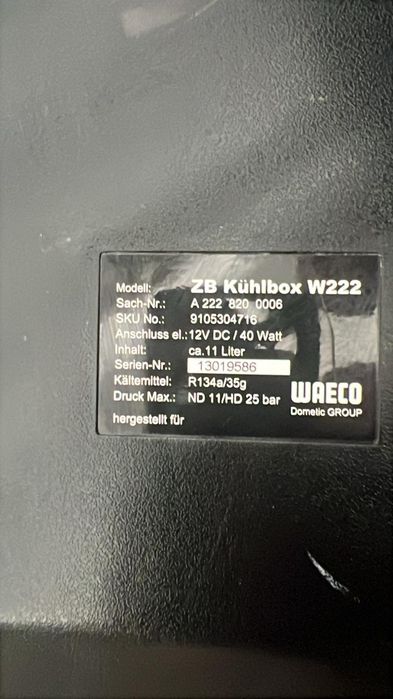 Modell: ZB Kühlbox W222
Sach-Nr.: A 222 820 0006
SKU No.: 9105304716
Anschluss el.: 12V DC / 40 Watt
Inhalt: ca.11 Liter
Serien-Nr.: 13019586
Kältemittel: R134a/35g
Druck Max.: ND 11/HD 25 bar
hergestellt für
WAECO
Dometic GROUP